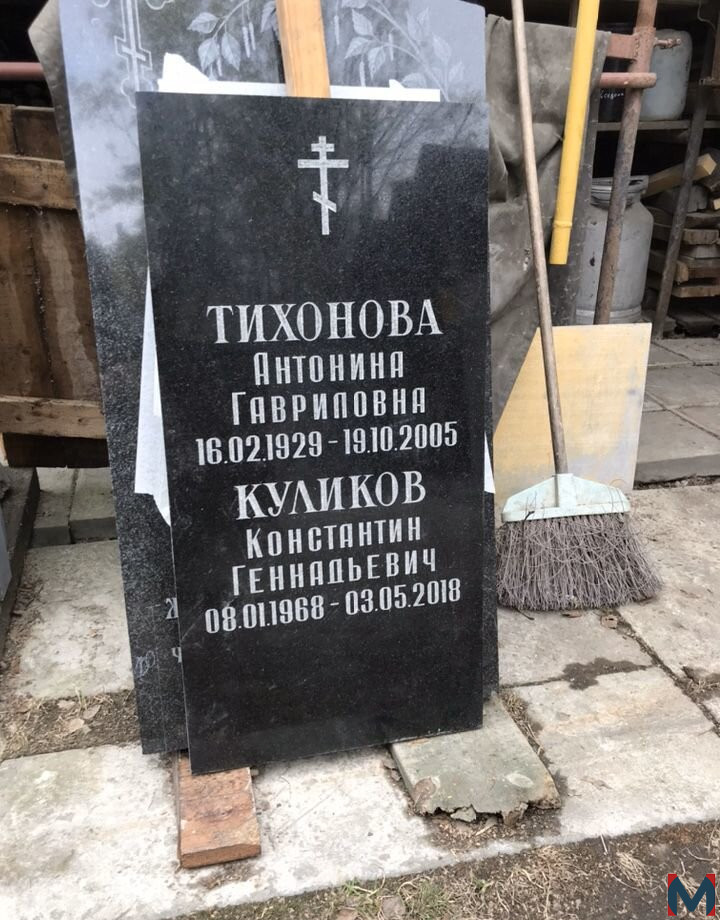 ТИХОНОВА
Антонина
Гавриловна
16.02.1929 - 19.10.2005
КУЛИКОВ
Константин
Геннадьевич
08.01.1968 - 03.05.2018
М